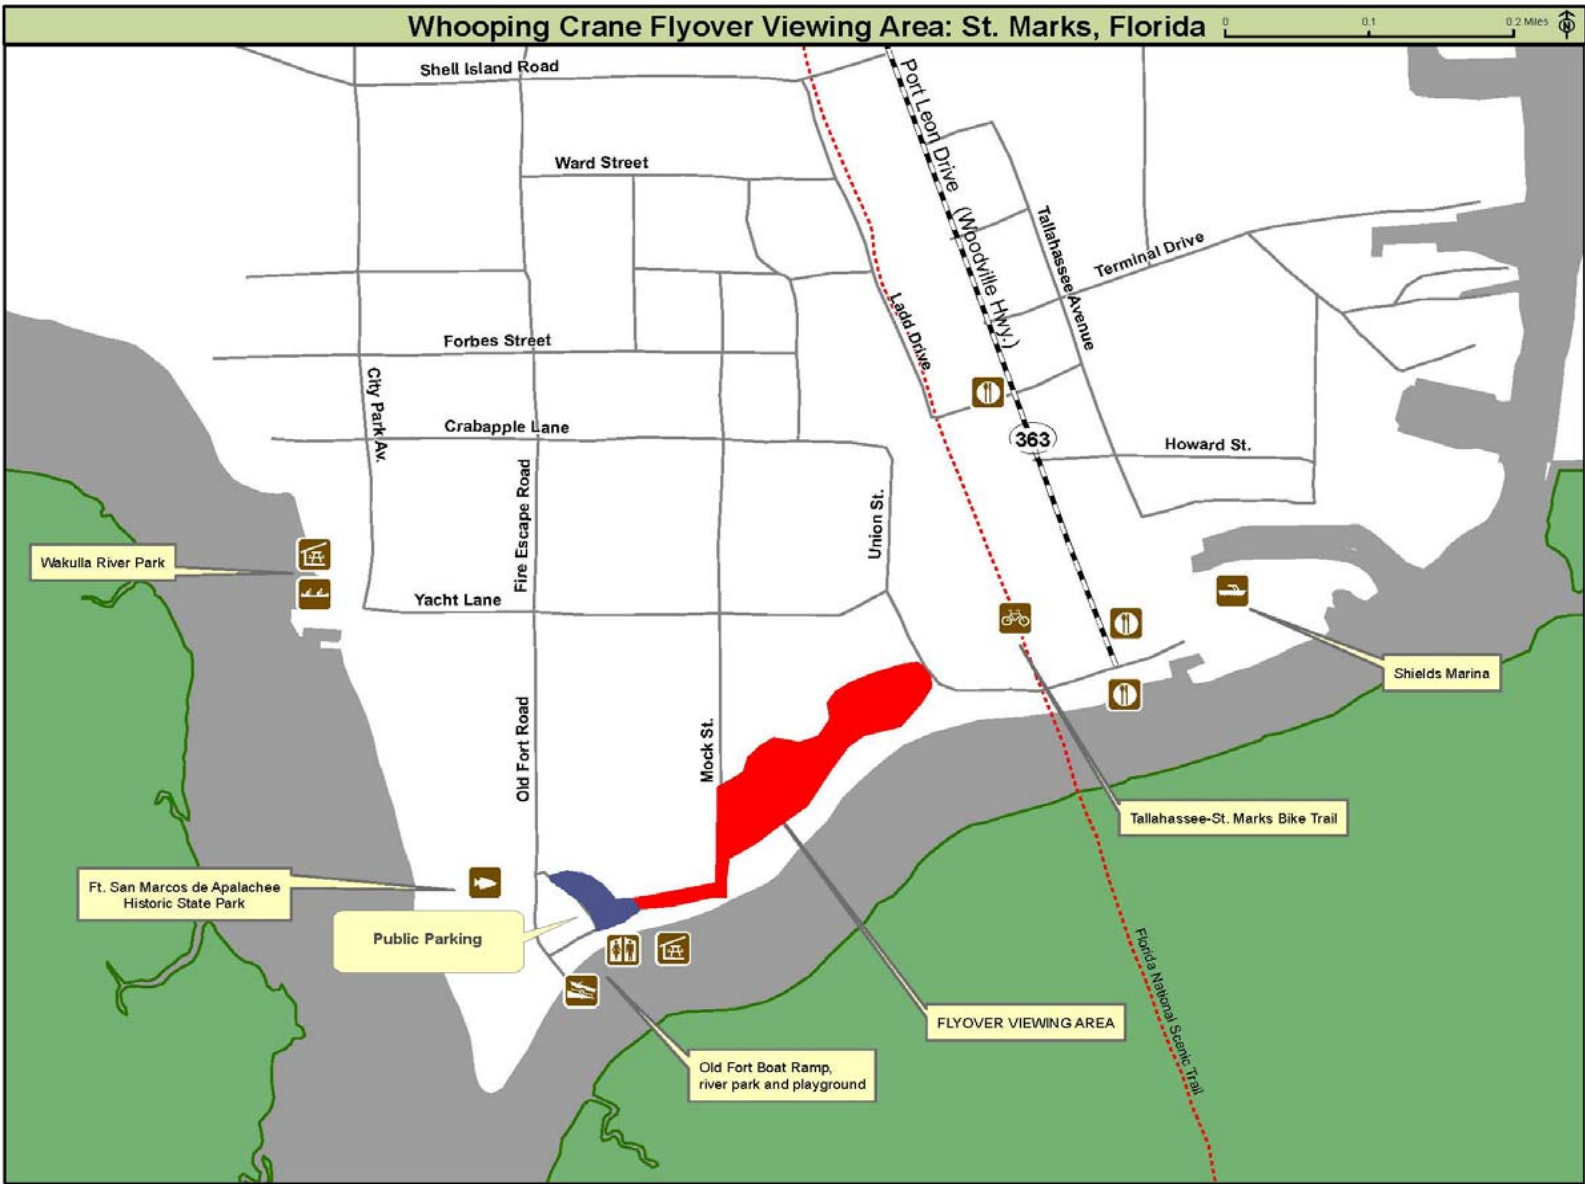 Whooping Crane Flyover Viewing Area: St. Marks, Florida
0 0.1 0.2 Miles
N
Shell Island Road
Port Leon Drive (Woodville Hwy.)
Ward Street
Tallahassee Avenue
Terminal Drive
Ladd Drive
Forbes Street
City Park Av.
Crabapple Lane
363
Howard St.
Fire Escape Road
Union St.
Wakulla River Park
Yacht Lane
Shields Marina
Old Fort Road
Mock St.
Tallahassee-St. Marks Bike Trail
Ft. San Marcos de Apalachee
Historic State Park
Public Parking
Florida National Scenic Trail
FLYOVER VIEWING AREA
Old Fort Boat Ramp,
river park and playground